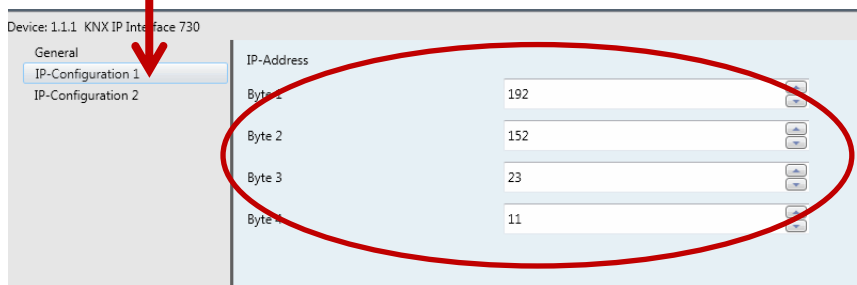 Device: 1.1.1 KNX IP Interface 730
General
IP-Configuration 1
IP-Configuration 2
IP-Address
Byte 1 192
Byte 2 152
Byte 3 23
Byte 4 11